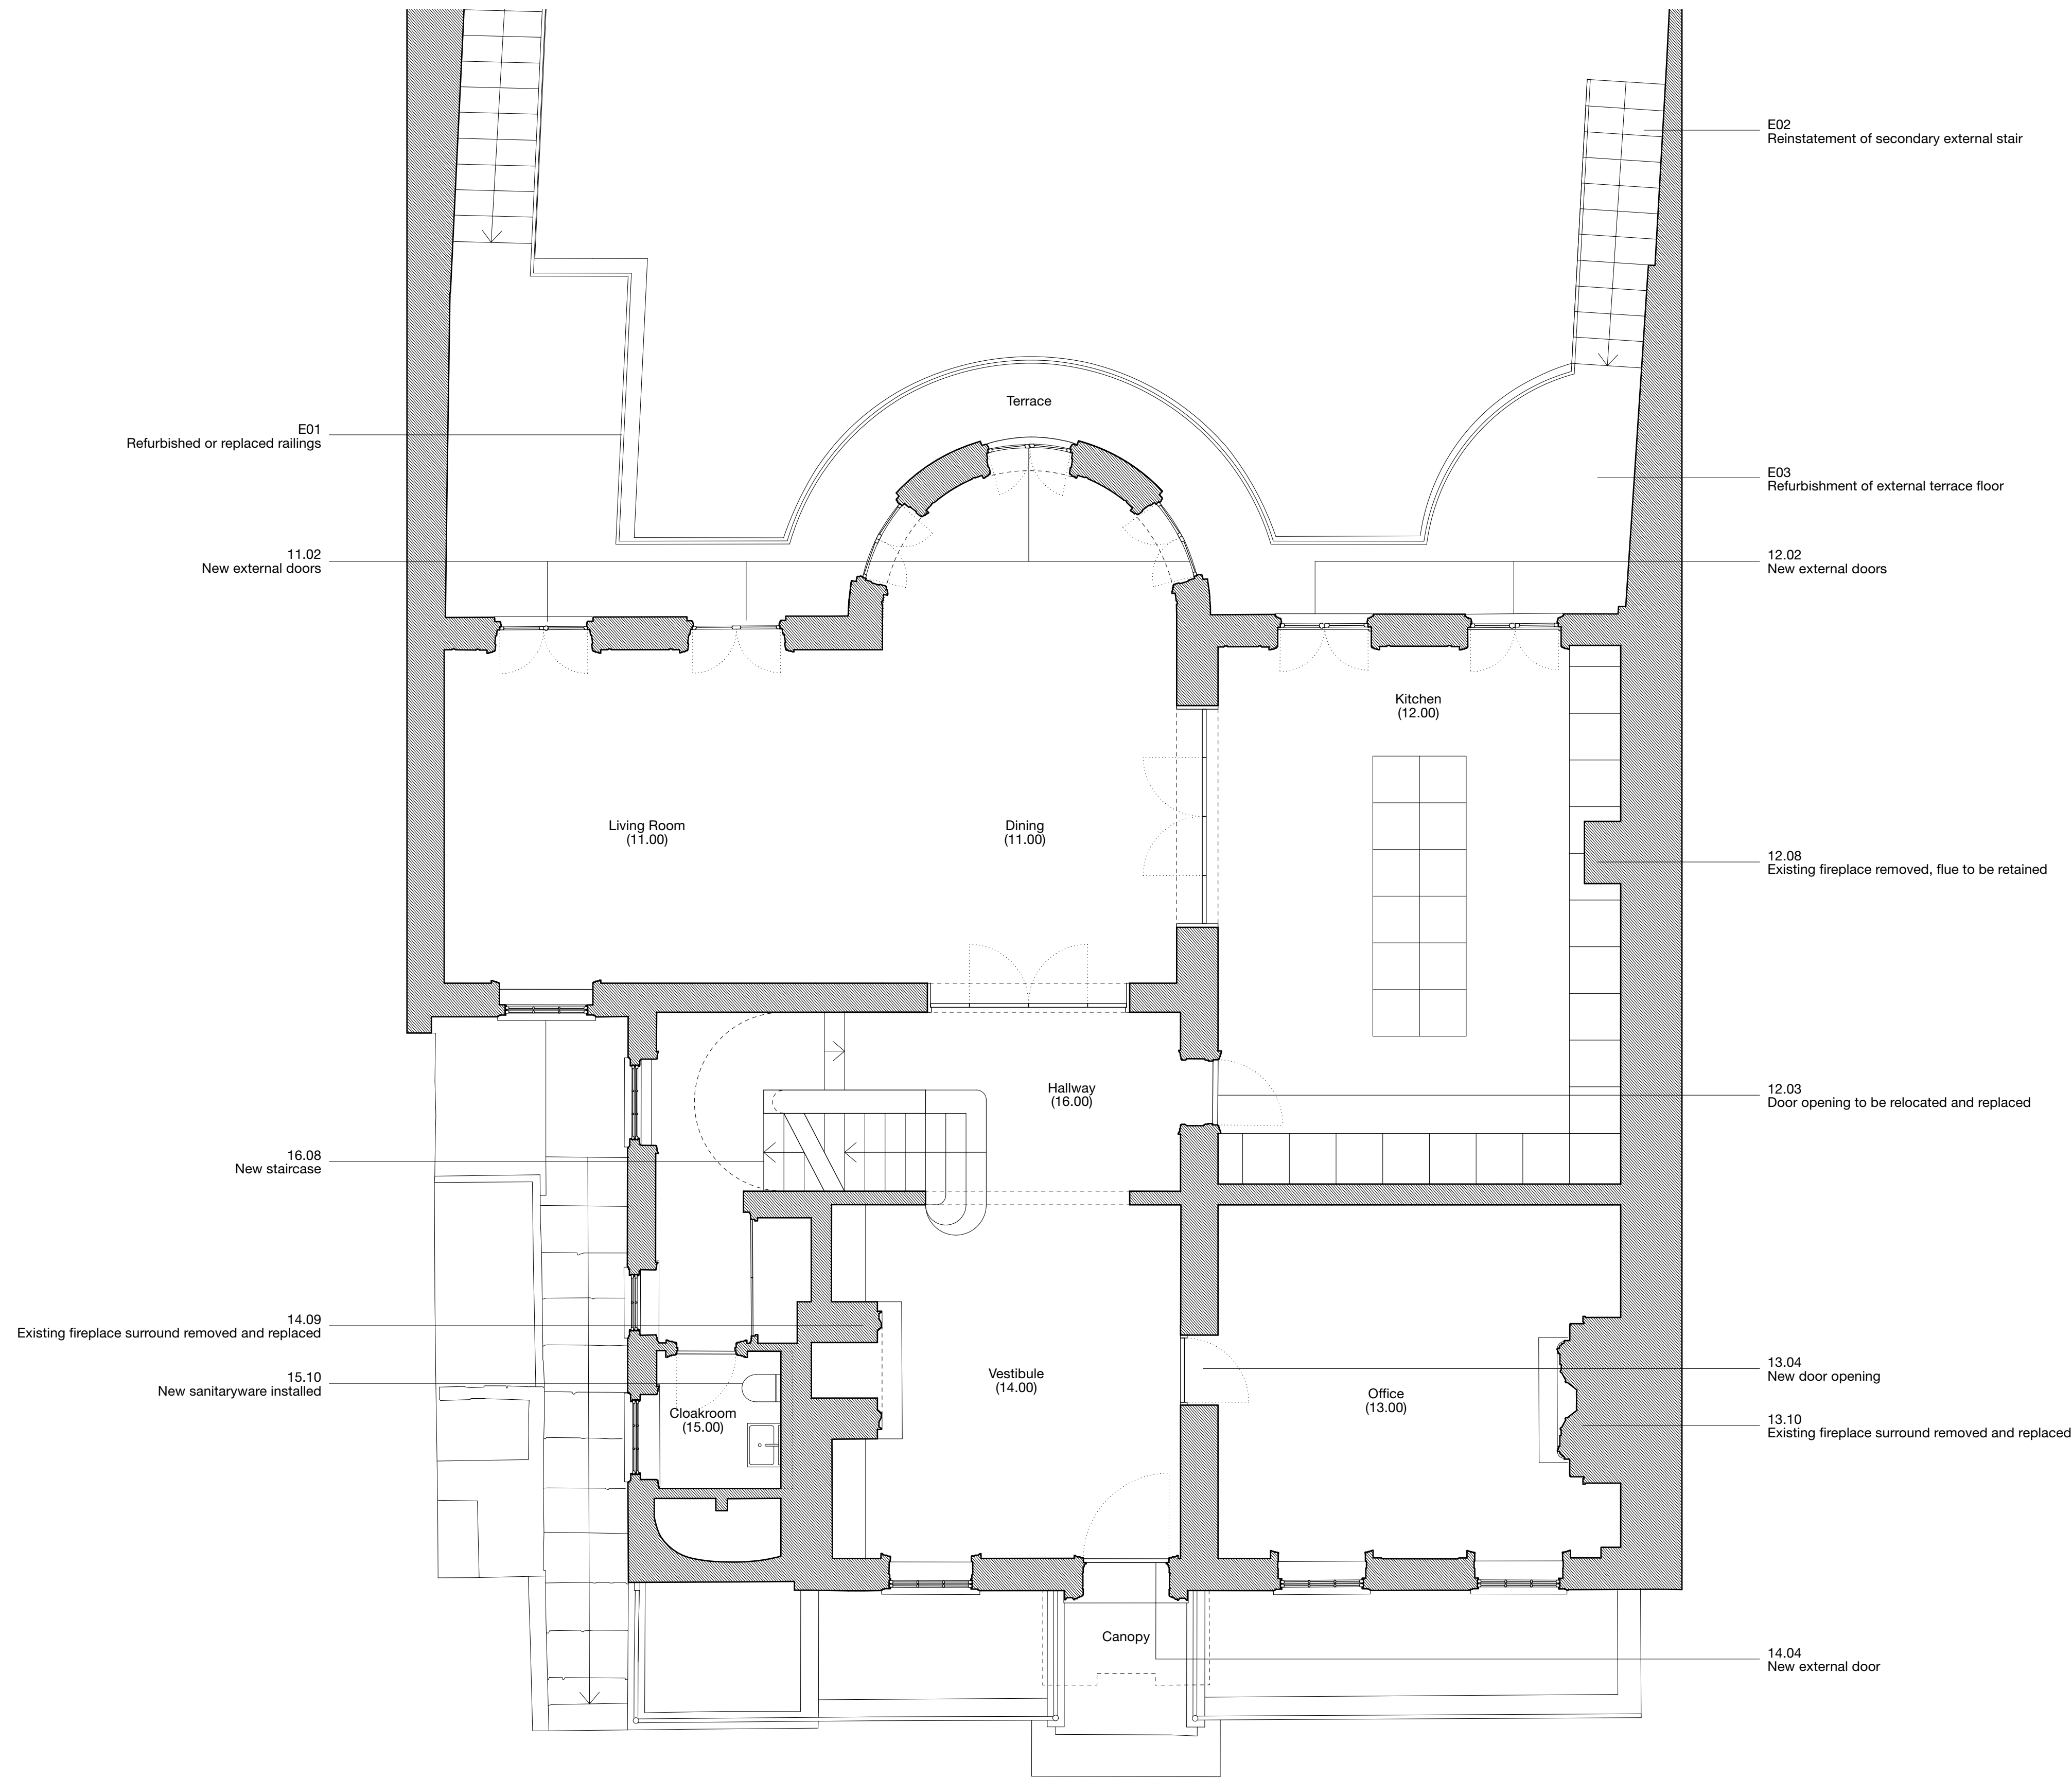 E02
Reinstatement of secondary external stair
Terrace
E01
Refurbished or replaced railings
E03
Refurbishment of external terrace floor
11.02
New external doors
12.02
New external doors
Kitchen
(12.00)
Living Room
(11.00)
Dining
(11.00)
12.08
Existing fireplace removed, flue to be retained
Hallway
(16.00)
12.03
Door opening to be relocated and replaced
16.08
New staircase
14.09
Existing fireplace surround removed and replaced
15.10
New sanitaryware installed
Vestibule
(14.00)
13.04
New door opening
Office
(13.00)
Cloakroom
(15.00)
13.10
Existing fireplace surround removed and replaced
Canopy
14.04
New external door